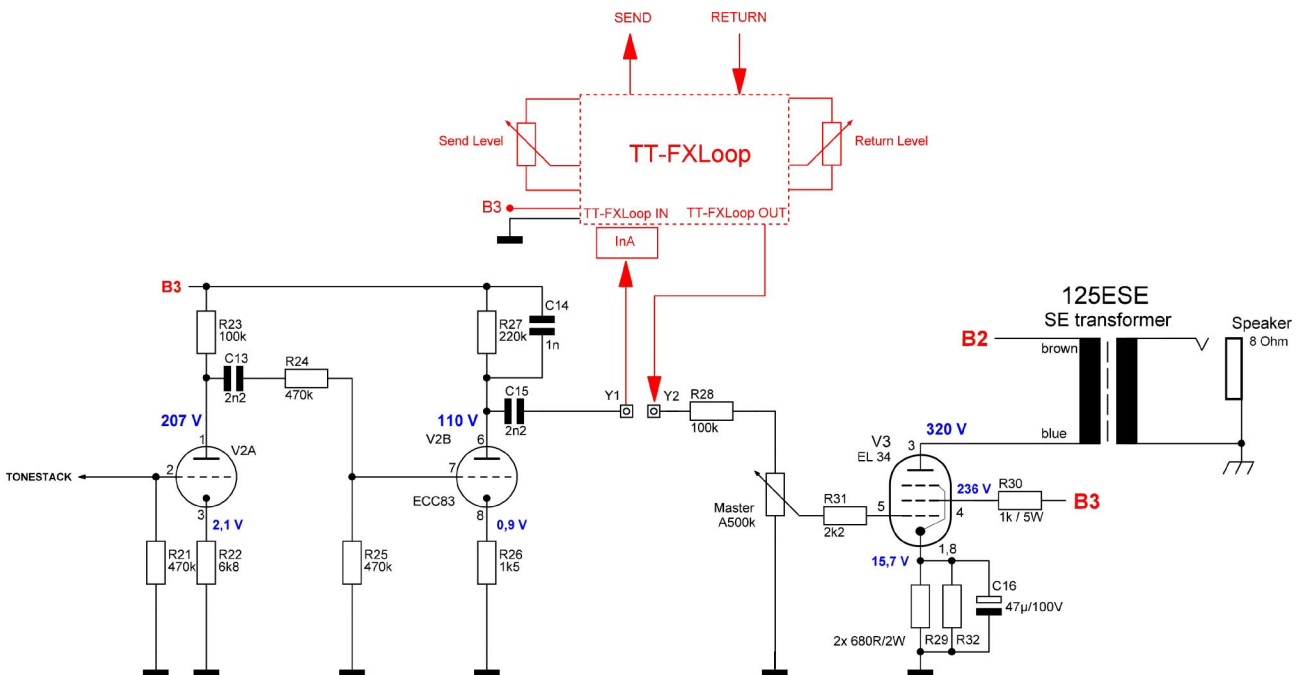 SEND
RETURN
Send Level
TT-FXLoop
Return Level
B3
TT-FXLoop IN
TT-FXLoop OUT
InA
B3
R23
100k
C13
2n2
R24
470k
R27
220k
C14
1n
C15
2n2
Y1
Y2
R28
100k
207 V
1
V2A
2
3
TONESTACK
2,1 V
R21
470k
R22
6k8
R25
470k
110 V
6
V2B
7
ECC83
8
0,9 V
R26
1k5
Master
A500k
R31
2k2
V3
EL 34
320 V
3
5
236 V
4
R30
1k / 5W
B3
15,7 V
1,8
C16
47µ/100V
2x 680R/2W
R29
R32
125ESE
SE transformer
B2
brown
blue
Speaker
8 Ohm